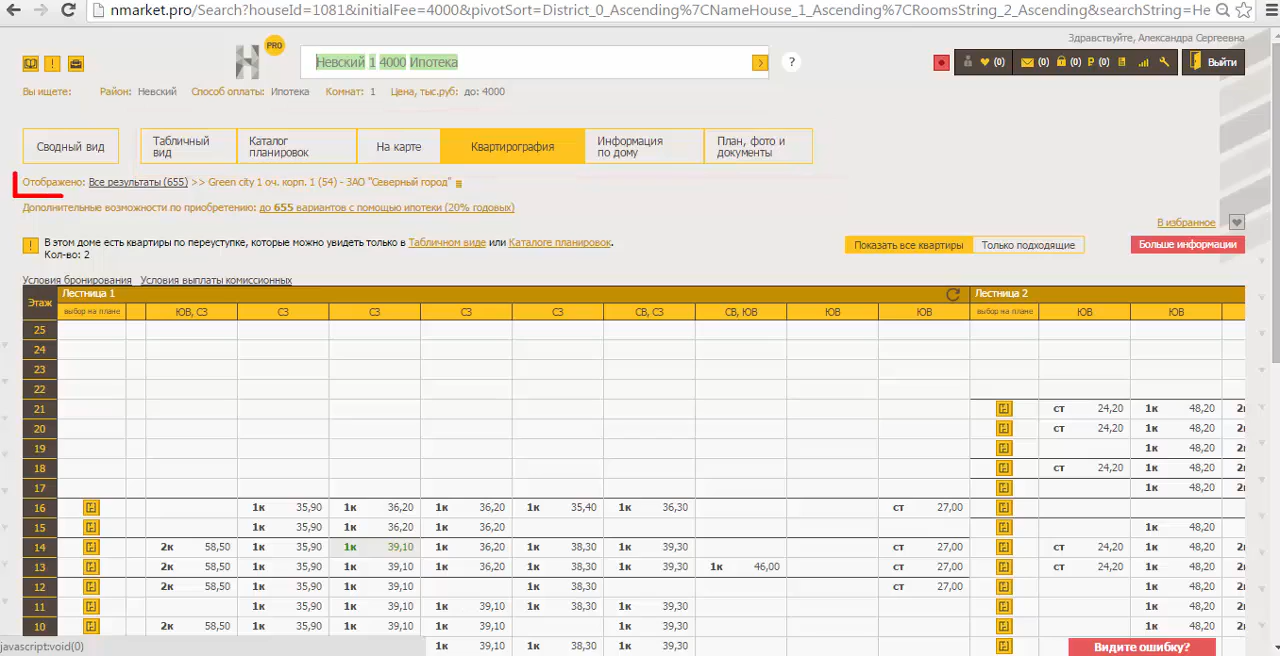 nmarket.pro/Search?houseId=1081&initialFee=4000&pivotSort=District_0_Ascending%7CNameHouse_1_Ascending%7CRoomsString_2_Ascending&searchString=He
Здравствуйте, Александра Сергеевна
PRO
Невский 1 4000 Ипотека
>
?
(0) (0) (0) Р (0) Выйти
Вы ищете: Район: Невский Способ оплаты: Ипотека Комнат: 1 Цена, тыс.руб: до: 4000
Сводный вид Табличный вид Каталог планировок На карте Квартирография Информация по дому План, фото и документы
Отображено: Все результаты (655) >> Green city 1 оч. корп. 1 (54) - ЗАО "Северный город"
Дополнительные возможности по приобретению: до 655 вариантов с помощью ипотеки (20% годовых)
В избранное
! В этом доме есть квартиры по переуступке, которые можно увидеть только в Табличном виде или Каталоге планировок.
Кол-во: 2
Показать все квартиры Только подходящие Больше информации
Условия бронирования Условия выплаты комиссионных
Этаж Лестница 1 Лестница 2
выбор на плане ЮВ, СЗ СЗ СЗ СЗ СЗ СВ, СЗ СВ, ЮВ ЮВ ЮВ выбор на плане ЮВ ЮВ
25
24
23
22
21 ст 24,20 1к 48,20 2к
20 ст 24,20 1к 48,20 2к
19 1к 48,20 2к
18 ст 24,20 1к 48,20 2к
17 1к 48,20 2к
16 1к 35,90 1к 36,20 1к 36,20 1к 35,40 1к 36,30 ст 27,00
15 1к 35,90 1к 36,20 1к 36,20 1к 48,20
14 2к 58,50 1к 35,90 1к 39,10 1к 36,20 1к 38,30 1к 39,30 ст 27,00 ст 24,20 1к 48,20 2к
13 2к 58,50 1к 35,90 1к 39,10 1к 36,20 1к 38,30 1к 39,30 1к 46,00 ст 27,00 ст 24,20 1к 48,20 2к
12 2к 58,50 1к 35,90 1к 39,10 1к 38,30 ст 27,00 1к 48,20 2к
11 1к 35,90 1к 39,10 1к 39,10 1к 38,30 1к 39,30 1к 48,20 2к
10 2к 58,50 1к 35,90 1к 39,10 1к 39,10 1к 38,30 1к 39,30 1к 48,20 2к
1к 39,10 1к 38,30 1к 39,30
javascript:void(0)
Видите ошибку?